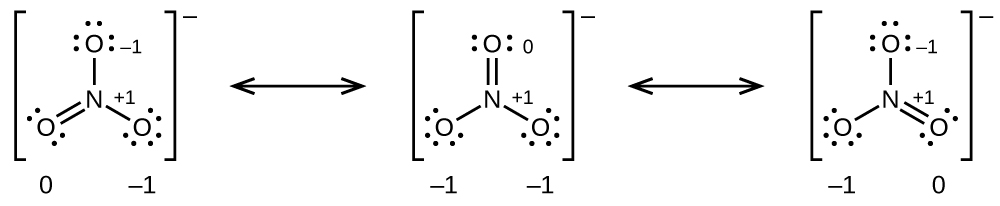 – – –
O –1 O 0 O –1
N +1 N +1 N +1
O O O O O O
0 –1 –1 –1 –1 0